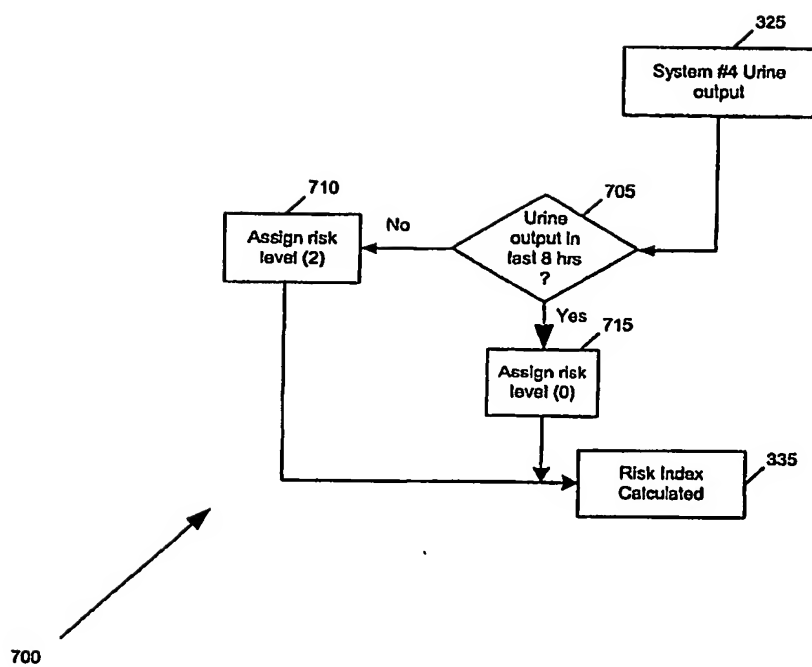 325
System #4 Urine
output
710
705
Assign risk
level (2)
No
Urine
output in
last 8 hrs
?
Yes
715
Assign risk
level (0)
335
Risk Index
Calculated
700